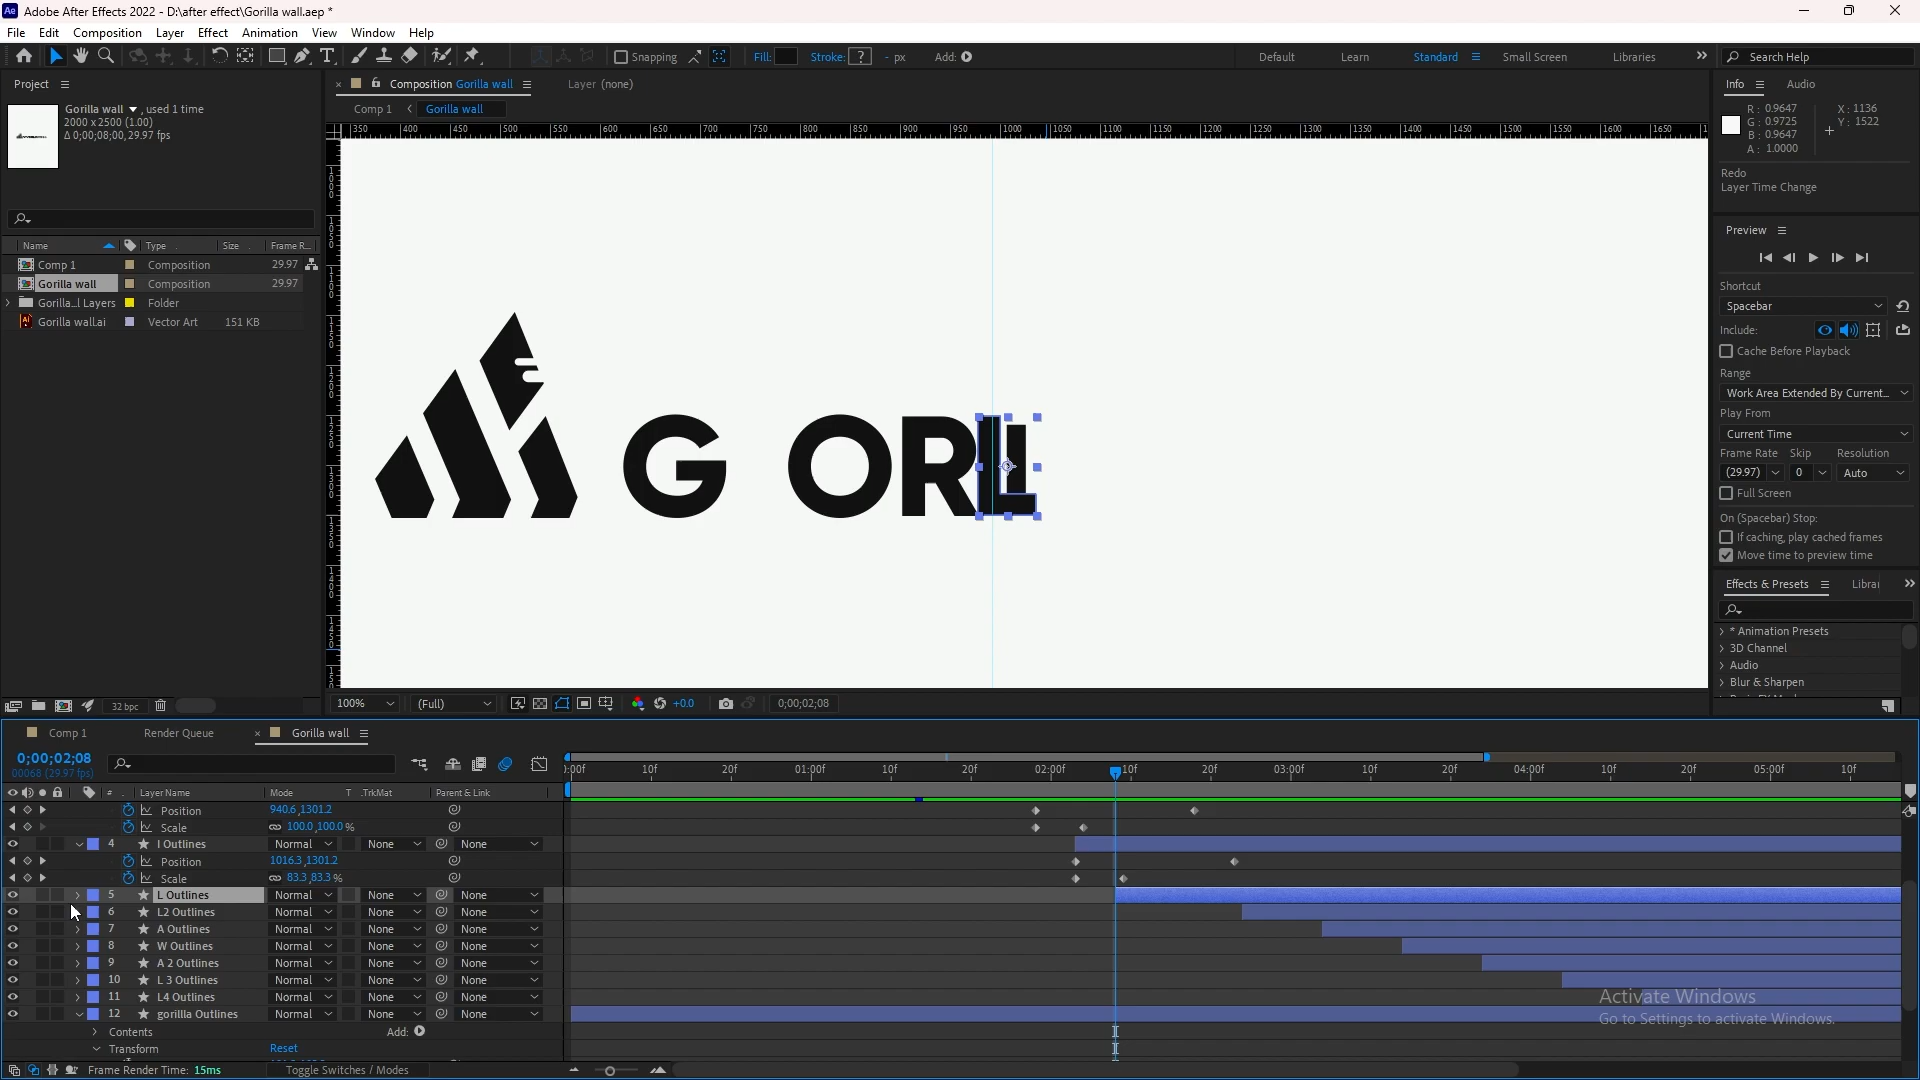 Adobe After Effects 2022 - D:\after effect\Gorilla wall.aep *
File Edit Composition Layer Effect Animation View Window Help
Snapping Fill: Stroke: ? - px Add: Default Learn Standard Small Screen Libraries Search Help
Project
Gorilla wall, used 1 time
2000 x 2500 (1.00)
Δ 0;00;08;00, 29.97 fps
Name Type Size Frame R...
Comp 1 Composition 29.97
Gorilla wall Composition 29.97
Gorilla...l Layers Folder
Gorilla wall.ai Vector Art 151 KB
32 bpc
Composition Gorilla wall Layer (none)
Comp 1 Gorilla wall
350 400 450 500 550 600 650 700 750 800 850 900 950 1000 1050 1100 1150 1200 1250 1300 1350 1400 1450 1500 1550 1600 1650
G ORLI
100% (Full) +0.0 0;00;02;08
Info Audio
R: 0.9647 X: 1136
G: 0.9725 Y: 1522
B: 0.9647
A: 1.0000
Redo
Layer Time Change
Preview
Shortcut
Spacebar
Include:
Cache Before Playback
Range
Work Area Extended By Current...
Play From
Current Time
Frame Rate Skip Resolution
(29.97) 0 Auto
Full Screen
On (Spacebar) Stop:
If caching, play cached frames
Move time to preview time
Effects & Presets Librar
* Animation Presets
3D Channel
Audio
Blur & Sharpen
Comp 1 Render Queue Gorilla wall
0;00;02;08
00068 (29.97 fps)
):00f 10f 20f 01:00f 10f 20f 02:00f 10f 20f 03:00f 10f 20f 04:00f 10f 20f 05:00f 10f
# Layer Name Mode T .TrkMat Parent & Link
Position 940.6,1301.2
Scale 100.0,100.0%
4 I Outlines Normal None None
Position 1016.3,1301.2
Scale 83.3,83.3%
5 L Outlines Normal None None
6 L2 Outlines Normal None None
7 A Outlines Normal None None
8 W Outlines Normal None None
9 A 2 Outlines Normal None None
10 L 3 Outlines Normal None None
11 L4 Outlines Normal None None
12 gorillla Outlines Normal None None
Contents Add:
Transform Reset
Frame Render Time: 15ms Toggle Switches / Modes
Activate Windows
Go to Settings to activate Windows.